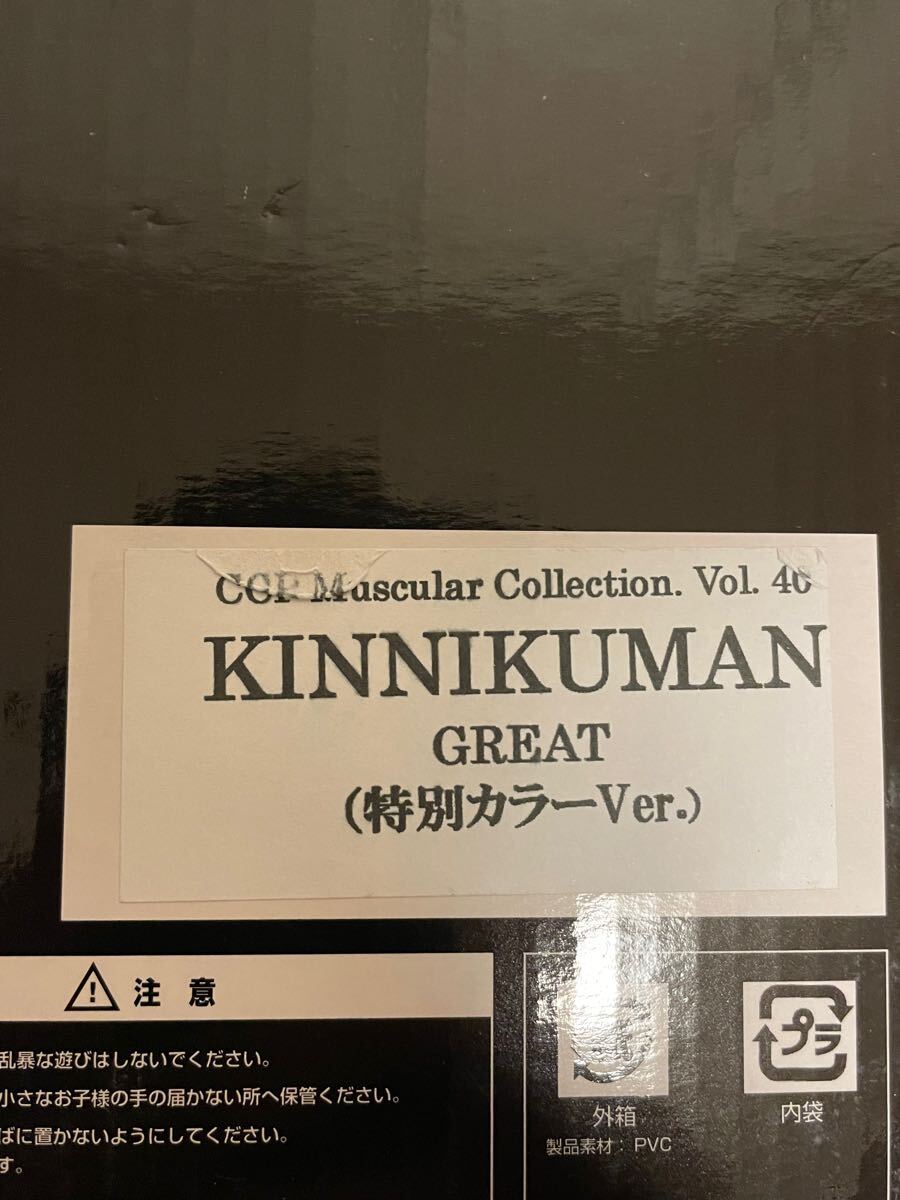 CCP Muscular Collection. Vol. 46
KINNIKUMAN
GREAT
(特別カラーVer.)
注意
乱暴な遊びはしないでください。
小さなお子様の手の届かない所へ保管ください。
ばに置かないようにしてください。
す。
プラ
外箱
内袋
製品素材： PVC